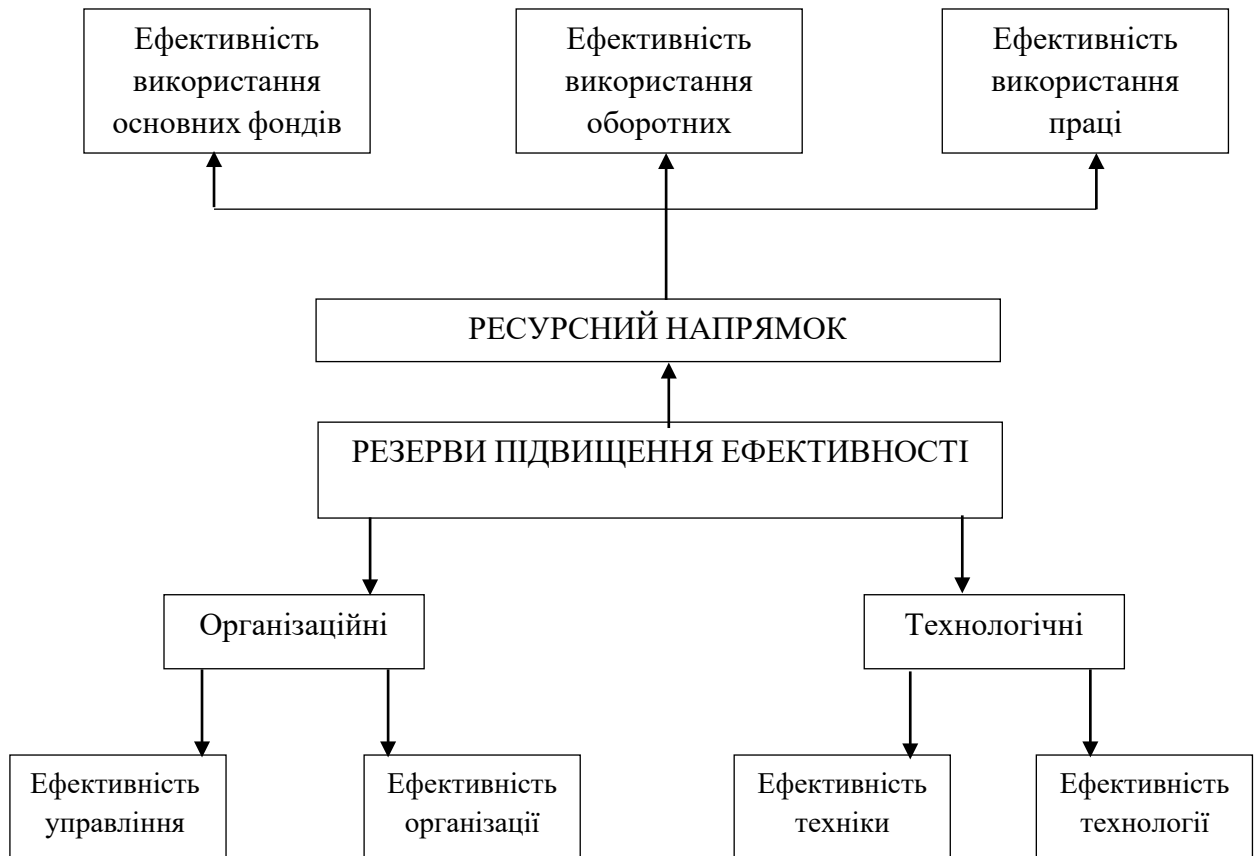 Ефективність
використання
основних фондів
Ефективність
використання
оборотних
Ефективність
використання
праці
РЕСУРСНИЙ НАПРЯМОК
РЕЗЕРВИ ПІДВИЩЕННЯ ЕФЕКТИВНОСТІ
Організаційні
Технологічні
Ефективність
управління
Ефективність
організації
Ефективність
техніки
Ефективність
технології